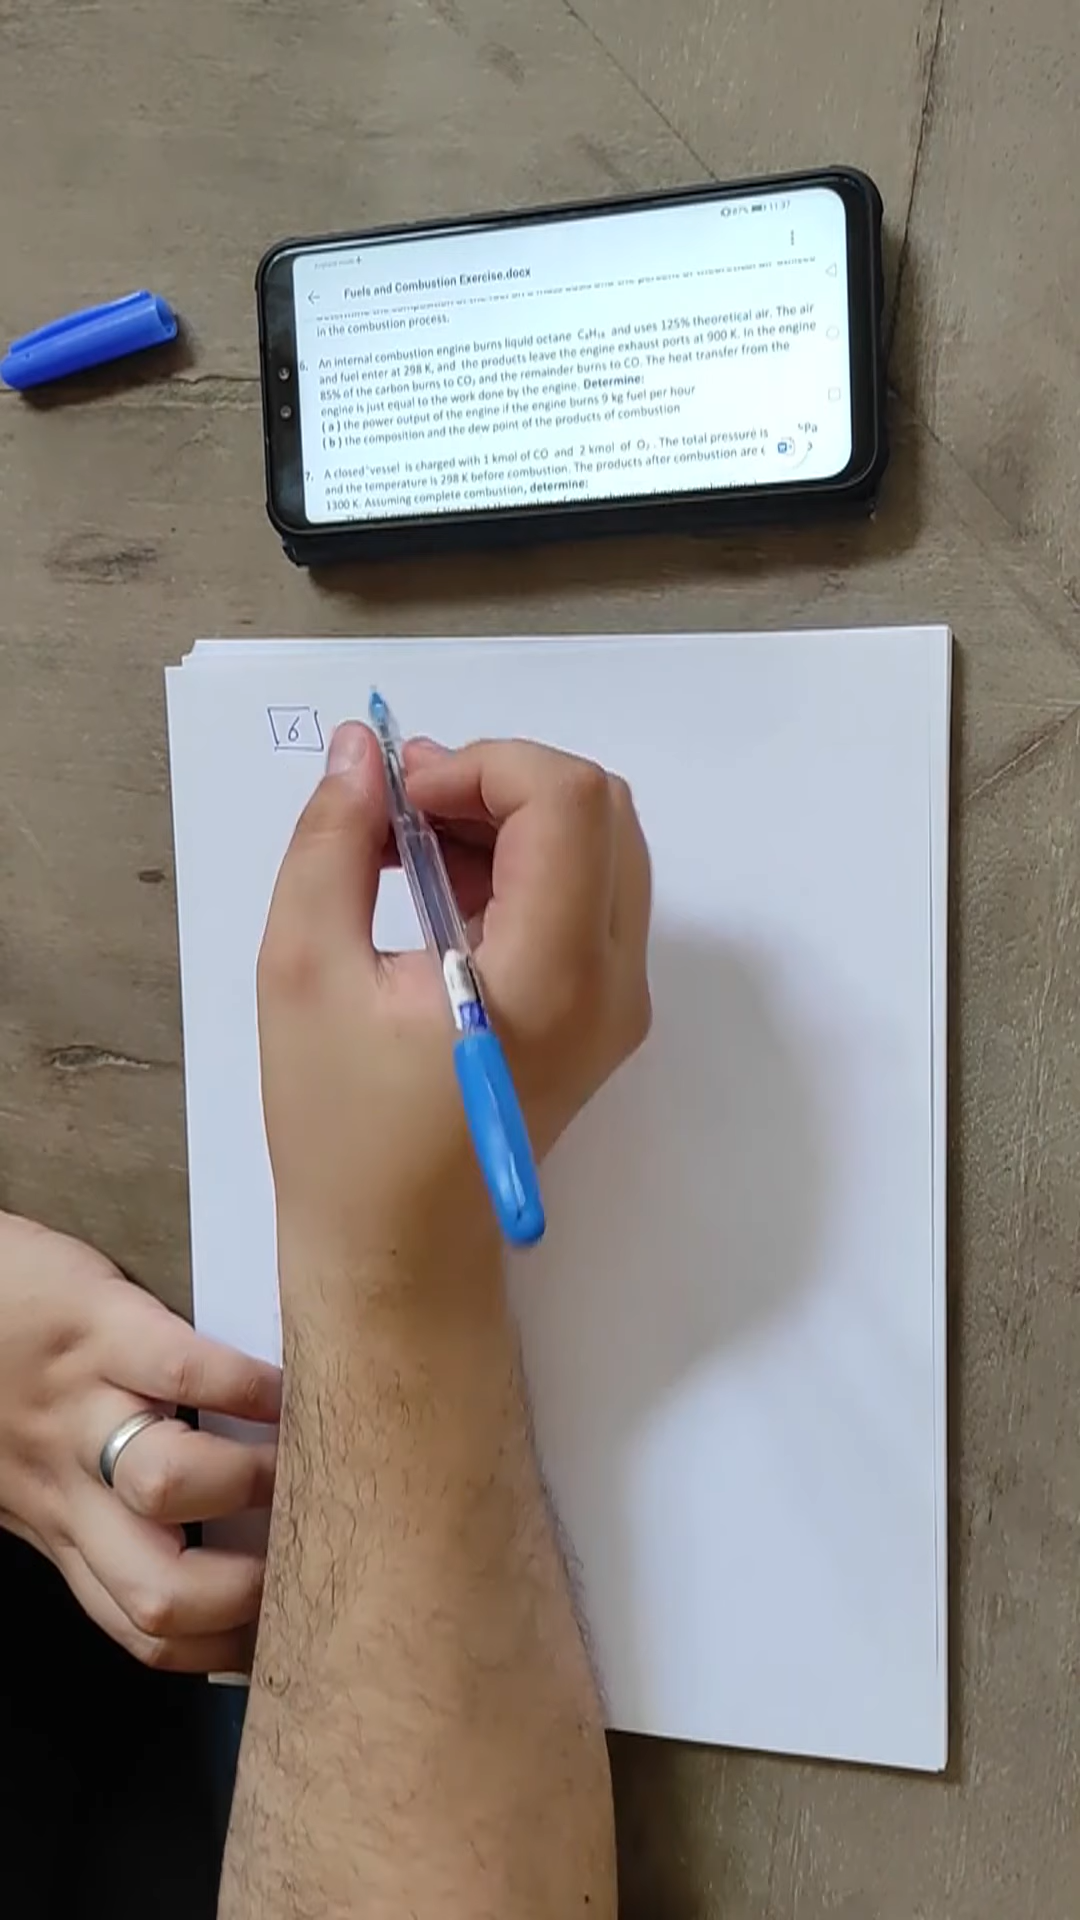 87% 11:37
← Fuels and Combustion Exercise.docx
in the combustion process.
6. An internal combustion engine burns liquid octane C₈H₁₈ and uses 125% theoretical air. The air
and fuel enter at 298 K, and the products leave the engine exhaust ports at 900 K. In the engine
85% of the carbon burns to CO₂ and the remainder burns to CO. The heat transfer from the
engine is just equal to the work done by the engine. Determine:
( a ) the power output of the engine if the engine burns 9 kg fuel per hour
( b ) the composition and the dew point of the products of combustion
7. A closed vessel is charged with 1 kmol of CO and 2 kmol of O₂ . The total pressure is kPa
and the temperature is 298 K before combustion. The products after combustion are
1300 K. Assuming complete combustion, determine:
6